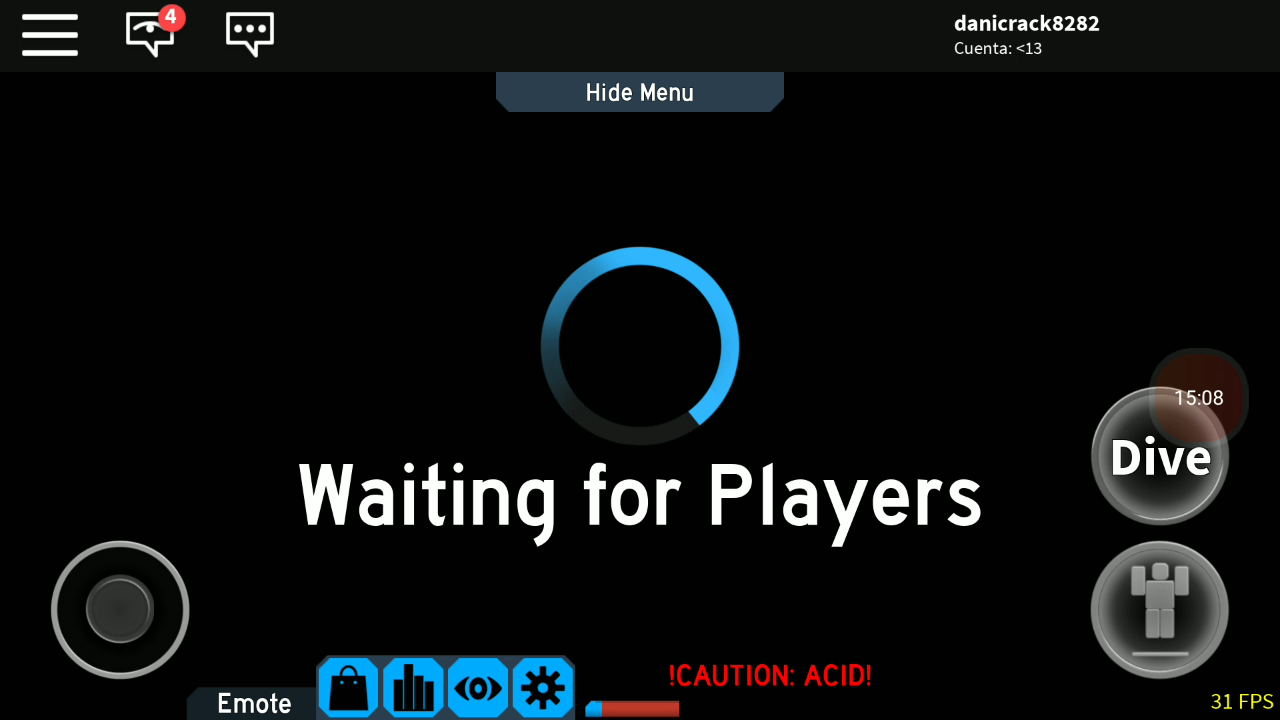 4
danicrack8282
Cuenta: <13
Hide Menu
15:08
Dive
Waiting for Players
!CAUTION: ACID!
Emote
31 FPS